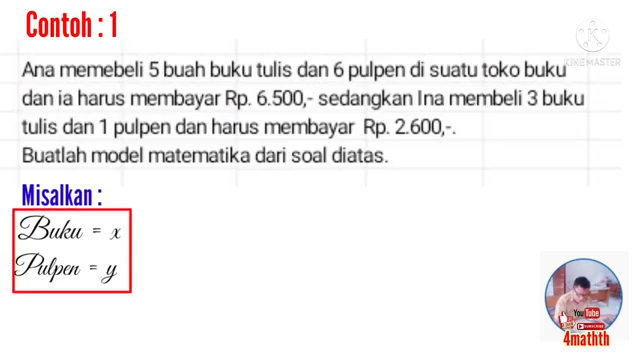 Contoh : 1
KINEMASTER
Ana memebeli 5 buah buku tulis dan 6 pulpen di suatu toko buku
dan ia harus membayar Rp. 6.500,- sedangkan Ina membeli 3 buku
tulis dan 1 pulpen dan harus membayar Rp. 2.600,-.
Buatlah model matematika dari soal diatas.
Misalkan :
Buku = x
Pulpen = y
YouTube
SUBSCRIBE
4mathth